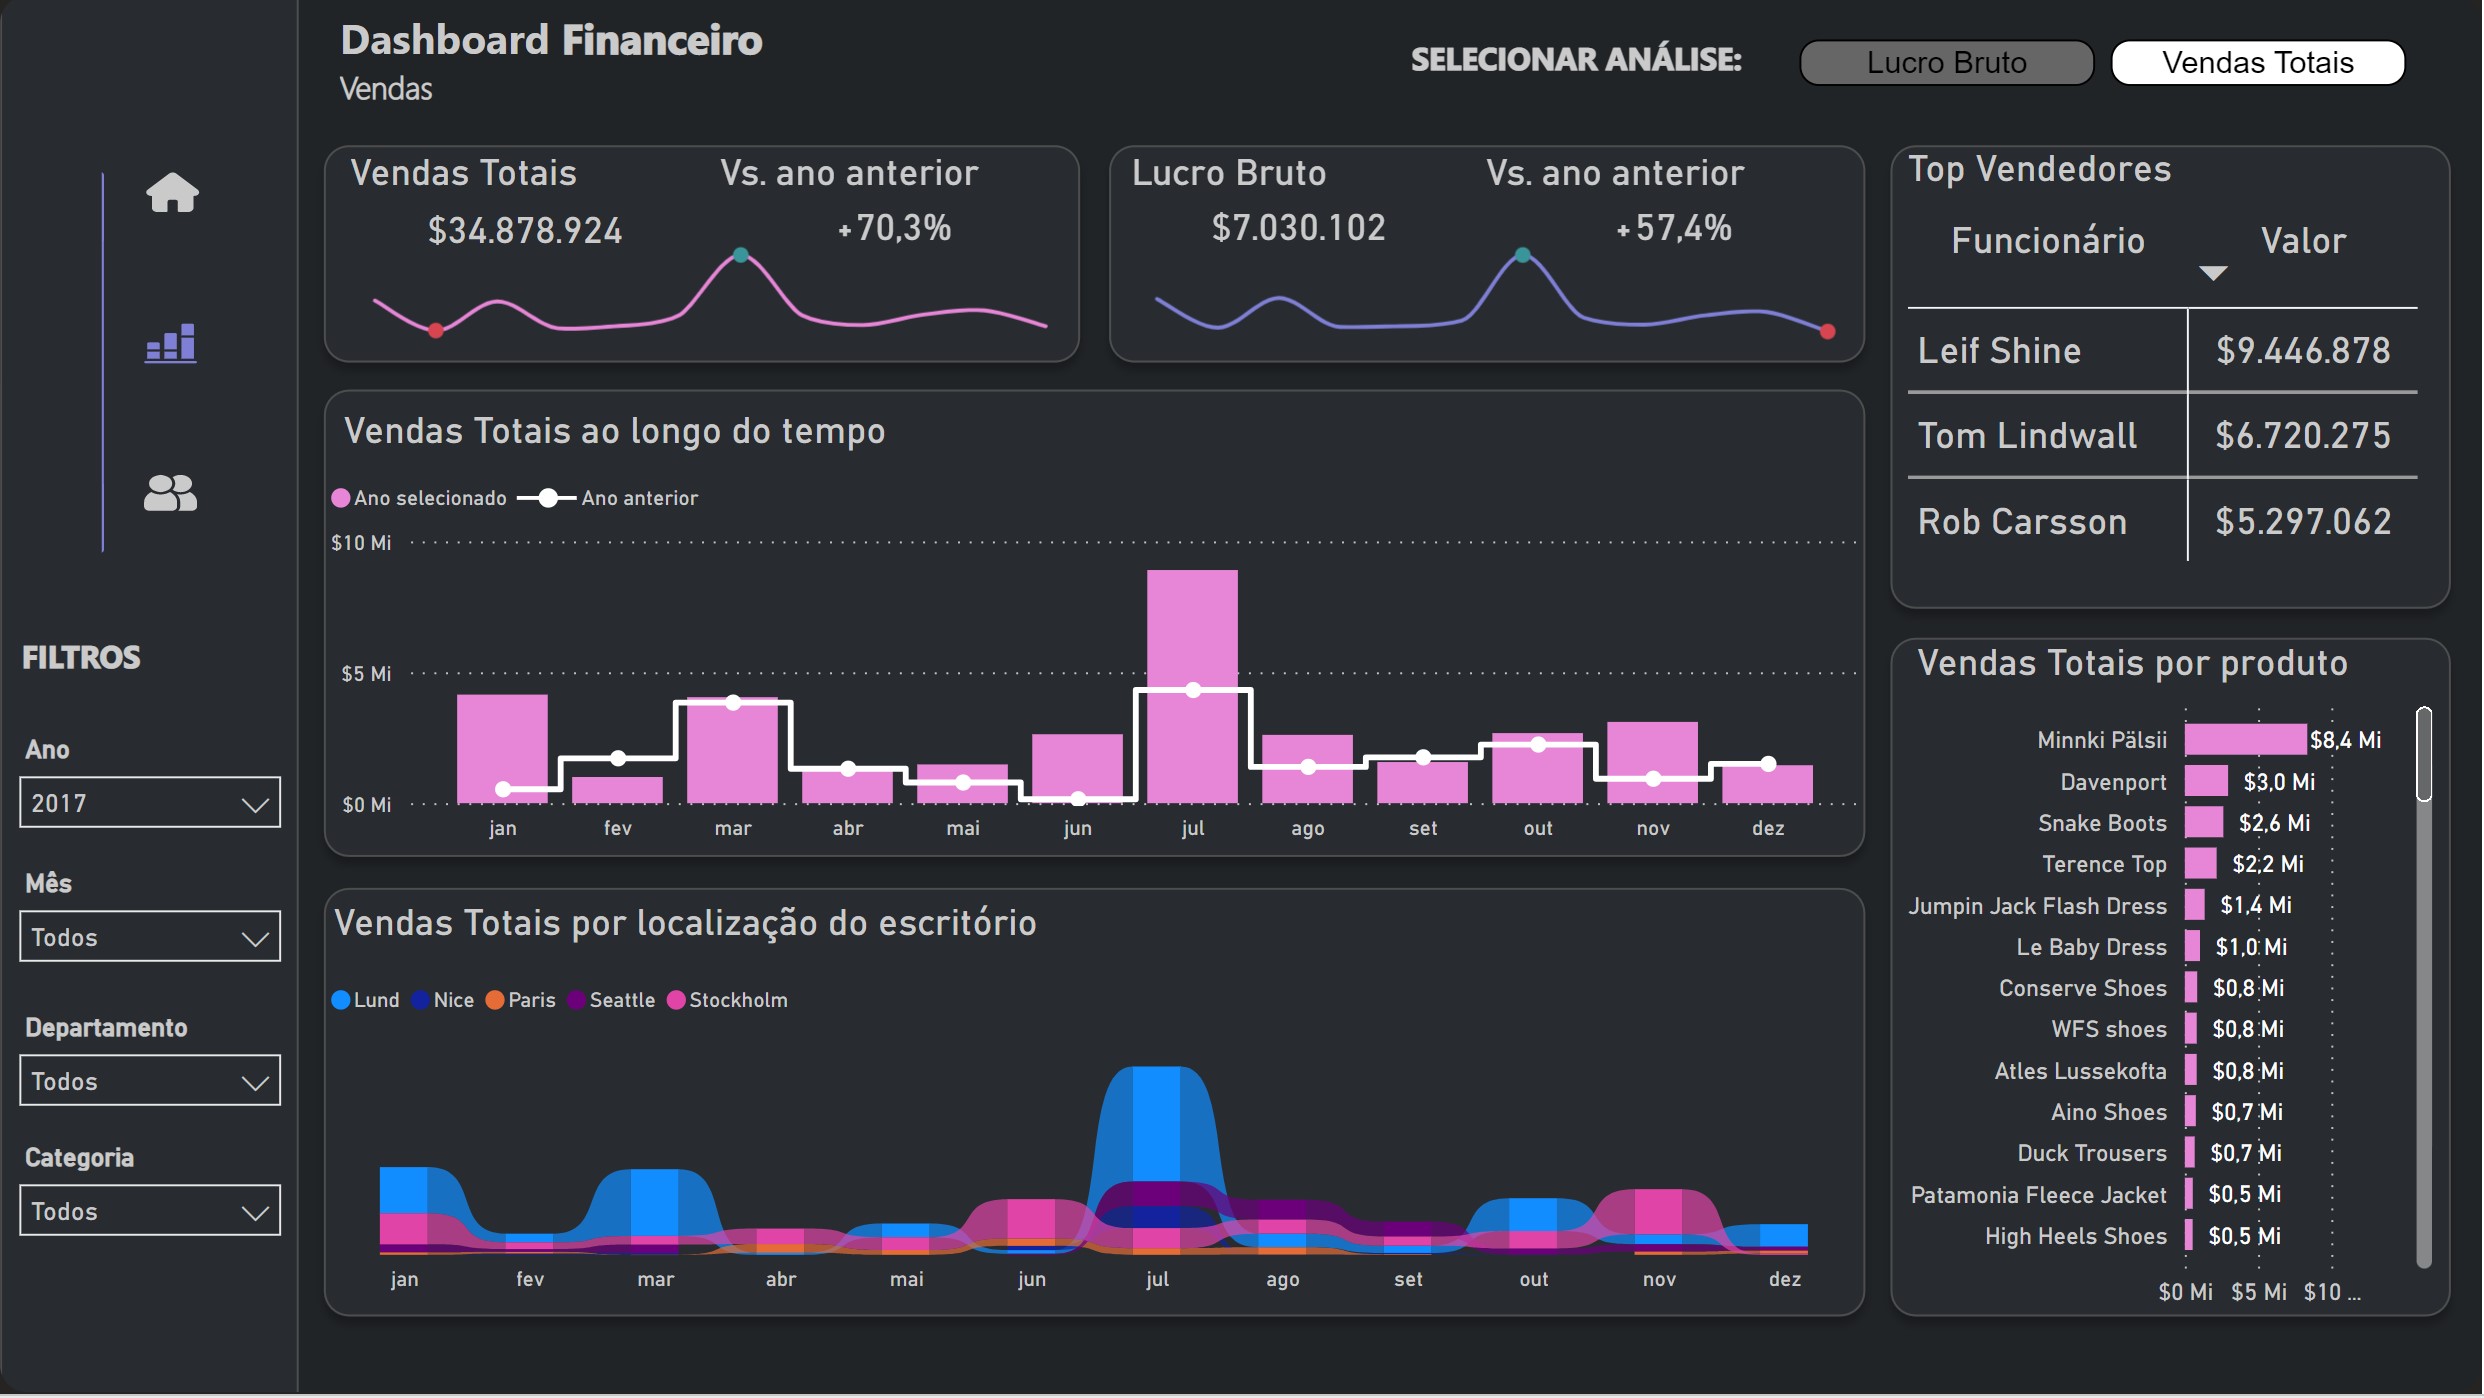 Dashboard Financeiro
Vendas
SELECIONAR ANÁLISE:
Lucro Bruto
Vendas Totais
Vendas Totais
Vs. ano anterior
$34.878.924
+70,3%
Lucro Bruto
Vs. ano anterior
$7.030.102
+57,4%
Top Vendedores
Funcionário Valor
Leif Shine $9.446.878
Tom Lindwall $6.720.275
Rob Carsson $5.297.062
FILTROS
Ano
2017
Mês
Todos
Departamento
Todos
Categoria
Todos
Vendas Totais ao longo do tempo
Ano selecionado Ano anterior
$10 Mi
$5 Mi
$0 Mi
jan fev mar abr mai jun jul ago set out nov dez
Vendas Totais por localização do escritório
Lund Nice Paris Seattle Stockholm
jan fev mar abr mai jun jul ago set out nov dez
Vendas Totais por produto
Minnki Pälsii $8,4 Mi
Davenport $3,0 Mi
Snake Boots $2,6 Mi
Terence Top $2,2 Mi
Jumpin Jack Flash Dress $1,4 Mi
Le Baby Dress $1,0 Mi
Conserve Shoes $0,8 Mi
WFS shoes $0,8 Mi
Atles Lussekofta $0,8 Mi
Aino Shoes $0,7 Mi
Duck Trousers $0,7 Mi
Patamonia Fleece Jacket $0,5 Mi
High Heels Shoes $0,5 Mi
$0 Mi $5 Mi $10 ...